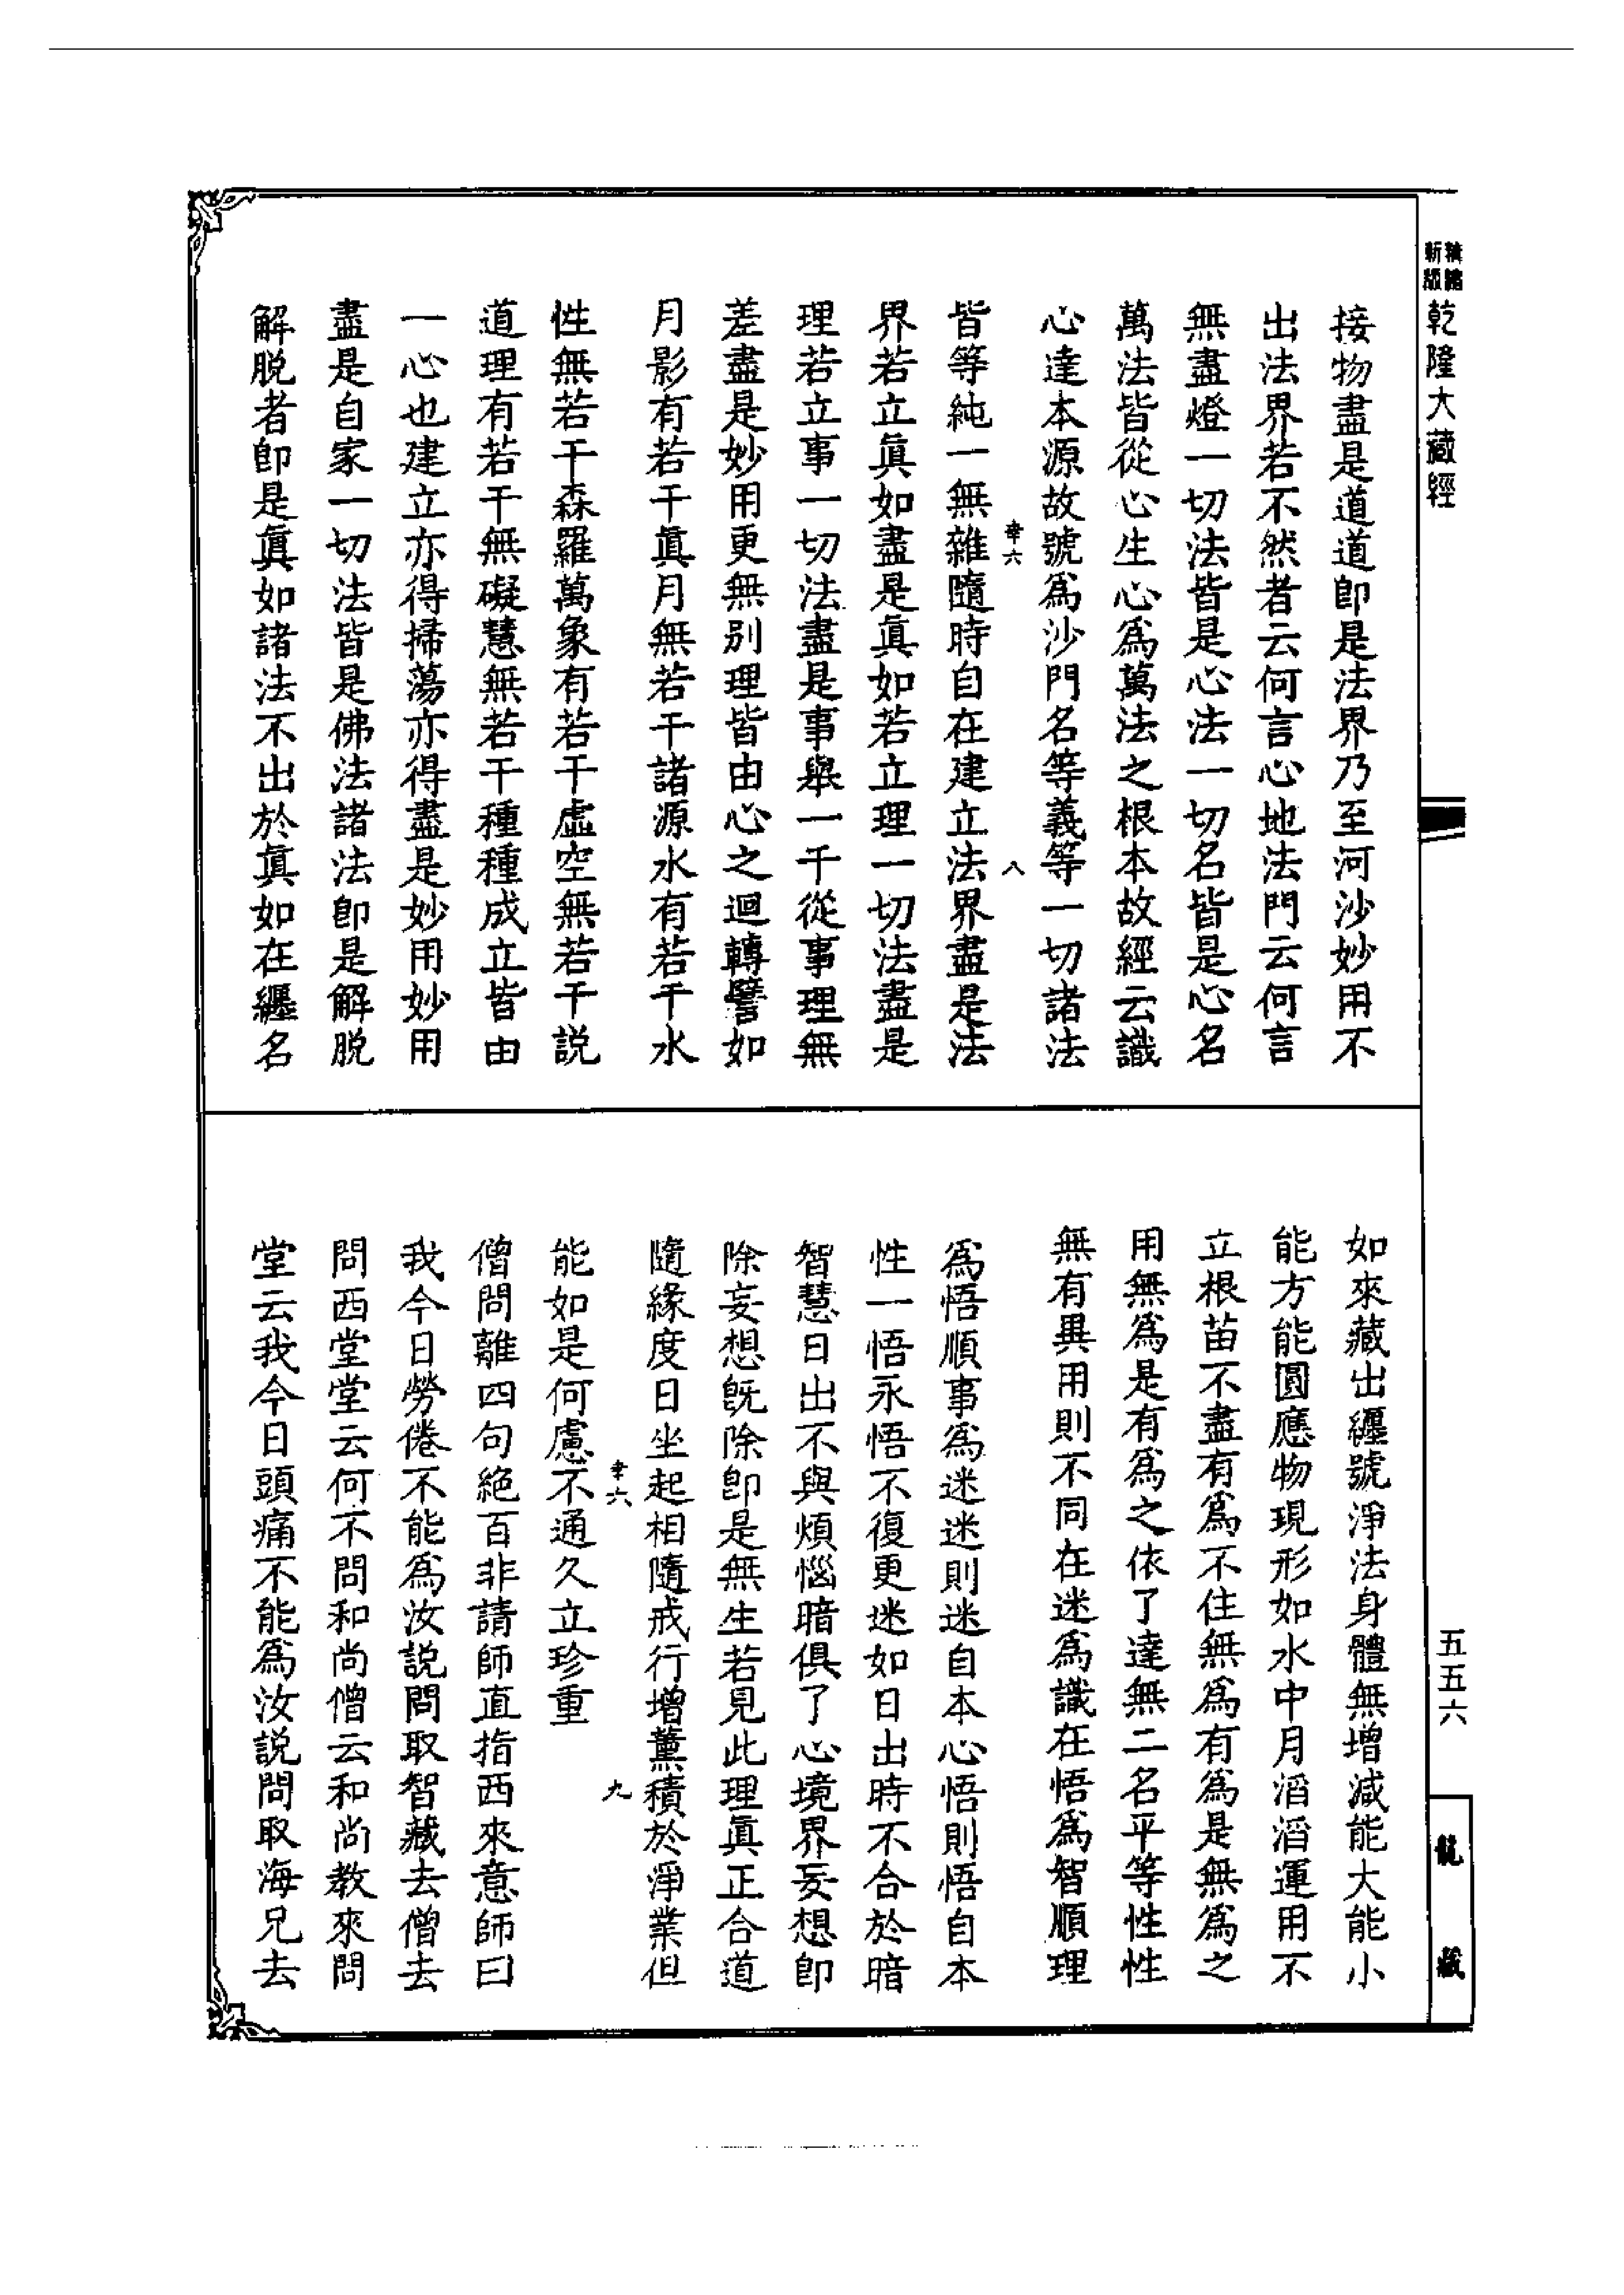 精縮
新版
乾隆大藏經
接物盡是道道卽是法界乃至河沙妙用不
出法界若不然者云何言心地法門云何言
無盡燈一切法皆是心法一切名皆是心名
萬法皆從心生心爲萬法之根本故經云識
心達本源故號爲沙門名等義等一切諸法
幸六
八
皆等純一無雜隨時自在建立法界盡是法
界若立眞如盡是眞如若立理一切法盡是
理若立事一切法盡是事舉一千從事理無
差盡是妙用更無別理皆由心之迴轉譬如
月影有若干眞月無若干諸源水有若干水
性無若干森羅萬象有若干虛空無若干說
道理有若干無礙慧無若干種種成立皆由
一心也建立亦得掃蕩亦得盡是妙用妙用
盡是自家一切法皆是佛法諸法卽是解脫
解脫者卽是眞如諸法不出於眞如在纏名
如來藏出纏號淨法身體無增減能大能小
能方能圓應物現形如水中月滔滔運用不
立根苗不盡有爲不住無爲有爲是無爲之
用無爲是有爲之依了達無二名平等性性
無有異用則不同在迷爲識在悟爲智順理
爲悟順事爲迷迷則迷自本心悟則悟自本
性一悟永悟不復更迷如日出時不合於暗
智慧日出不與煩惱暗俱了心境界妄想卽
除妄想旣除卽是無生若見此理眞正合道
隨緣度日坐起相隨戒行增薰積於淨業但
幸六
九
能如是何慮不通久立珍重
僧問離四句絕百非請師直指西來意師曰
我今日勞倦不能爲汝說問取智藏去僧去
問西堂堂云何不問和尚僧云和尚教來問
堂云我今日頭痛不能爲汝說問取海兄去
五五六
龍
藏